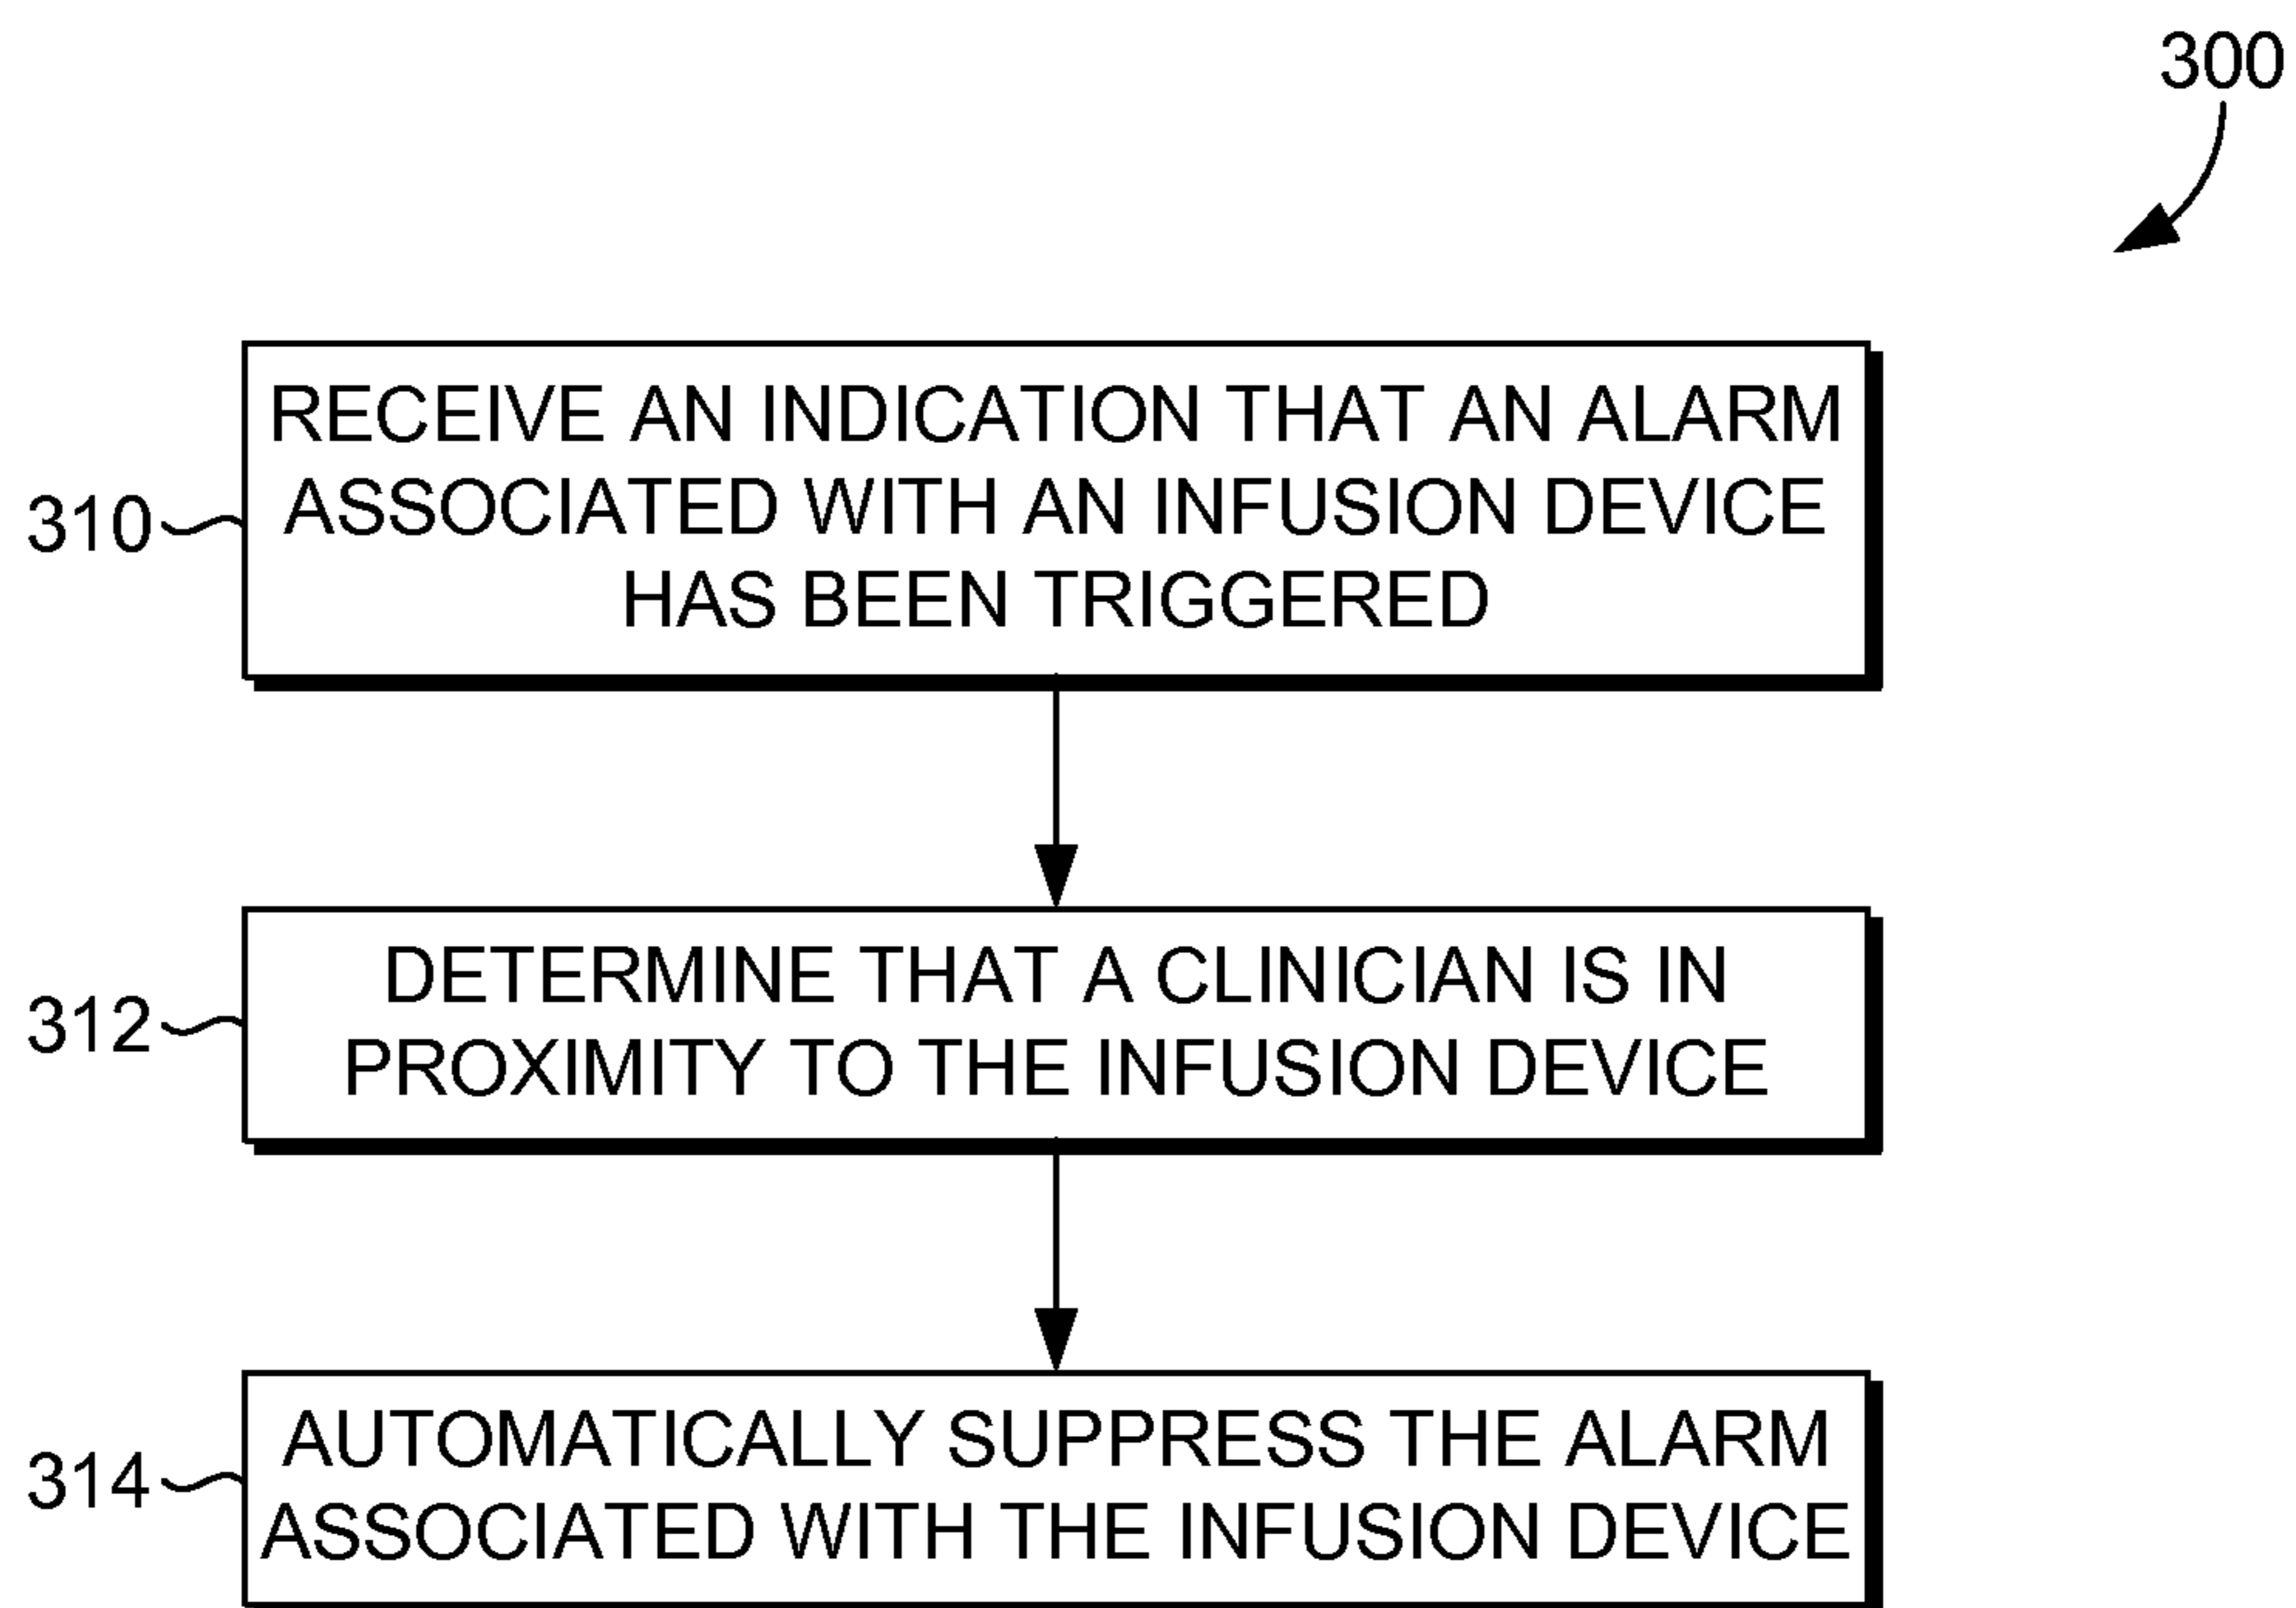 300
RECEIVE AN INDICATION THAT AN ALARM
ASSOCIATED WITH AN INFUSION DEVICE
HAS BEEN TRIGGERED
310
DETERMINE THAT A CLINICIAN IS IN
PROXIMITY TO THE INFUSION DEVICE
312
AUTOMATICALLY SUPPRESS THE ALARM
ASSOCIATED WITH THE INFUSION DEVICE
314